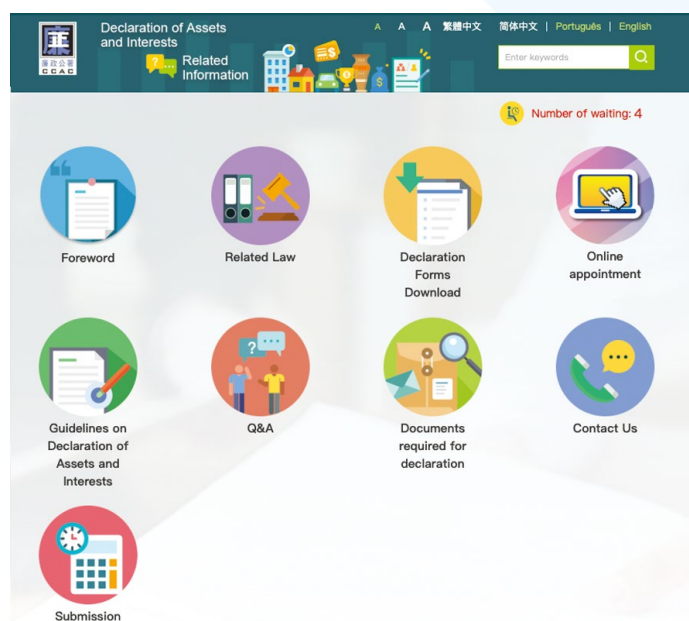 Declaration of Assets
and Interests
Related
Information
廉
廉政公署
CCAC
A A A 繁體中文 简体中文 | Português | English
Enter keywords
Number of waiting: 4
Foreword
Related Law
Declaration
Forms
Download
Online
appointment
Guidelines on
Declaration of
Assets and
Interests
Q&A
Documents
required for
declaration
Contact Us
Submission